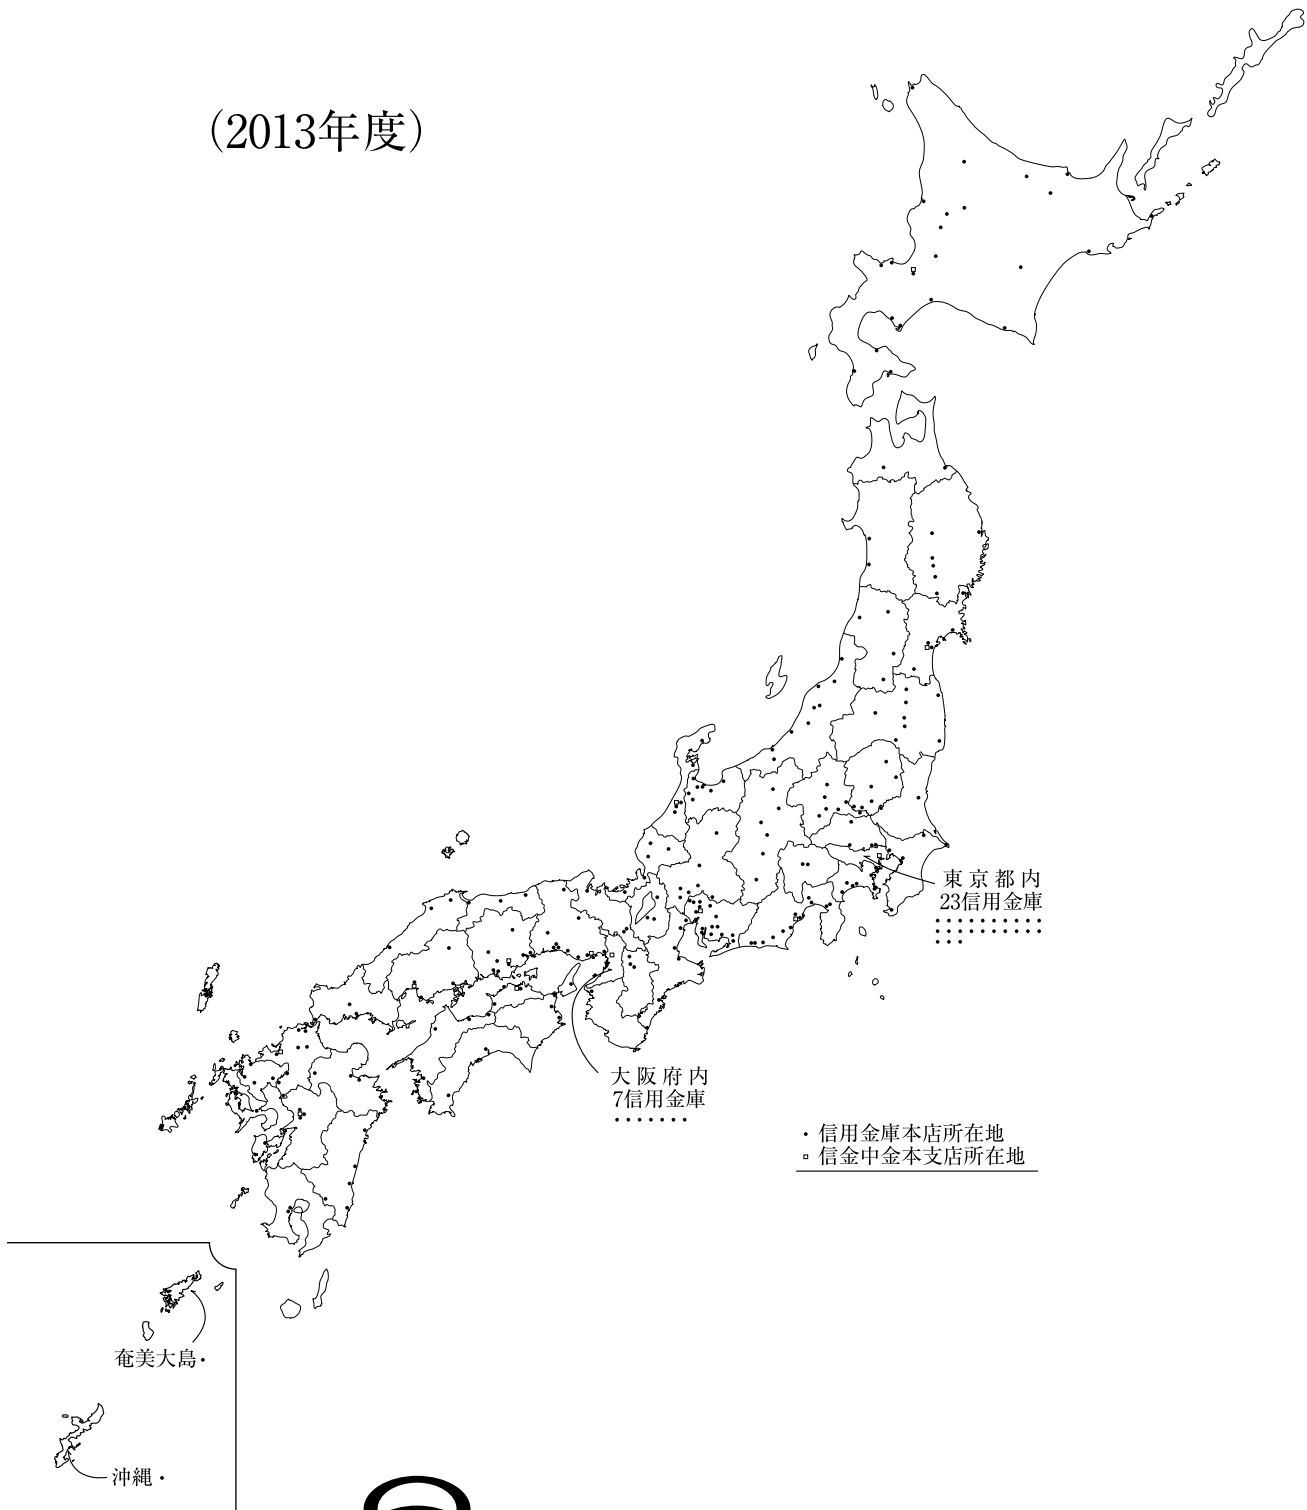 （2013年度）
東京都内
23信用金庫
大阪府内
7信用金庫
・信用金庫本店所在地
□信金中金本支店所在地
奄美大島・
沖縄・